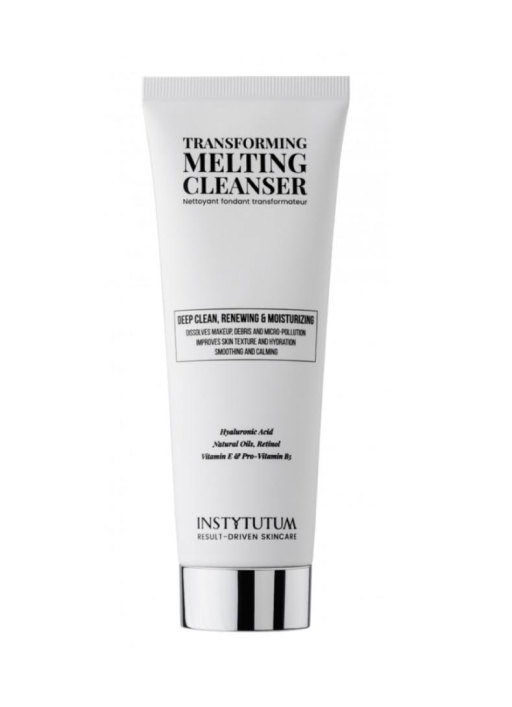 TRANSFORMING
MELTING
CLEANSER
Nettoyant fondant transformateur
DEEP CLEAN, RENEWING & MOISTURIZING
DISSOLVES MAKEUP, DEBRIS AND MICRO-POLLUTION
IMPROVES SKIN TEXTURE AND HYDRATION
SMOOTHING AND CALMING
Hyaluronic Acid
Natural Oils, Retinol
Vitamin E & Pro-Vitamin B5
INSTYTUTUM
RESULT-DRIVEN SKINCARE